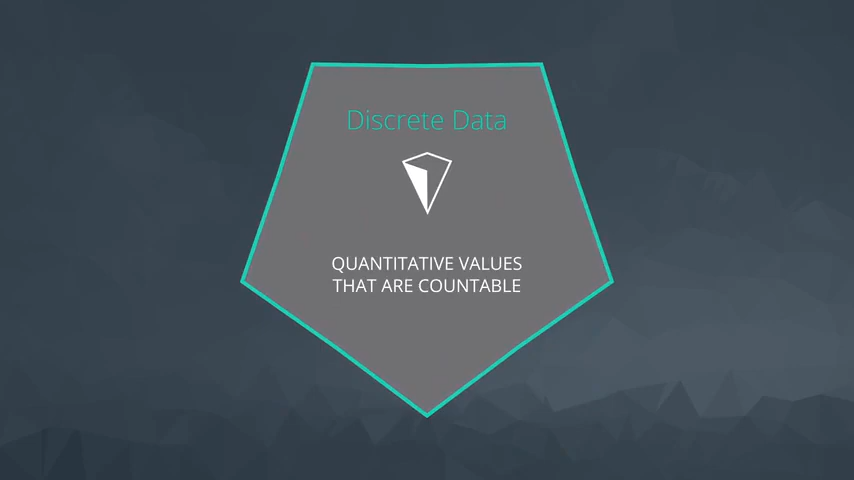 Discrete Data
QUANTITATIVE VALUES
THAT ARE COUNTABLE